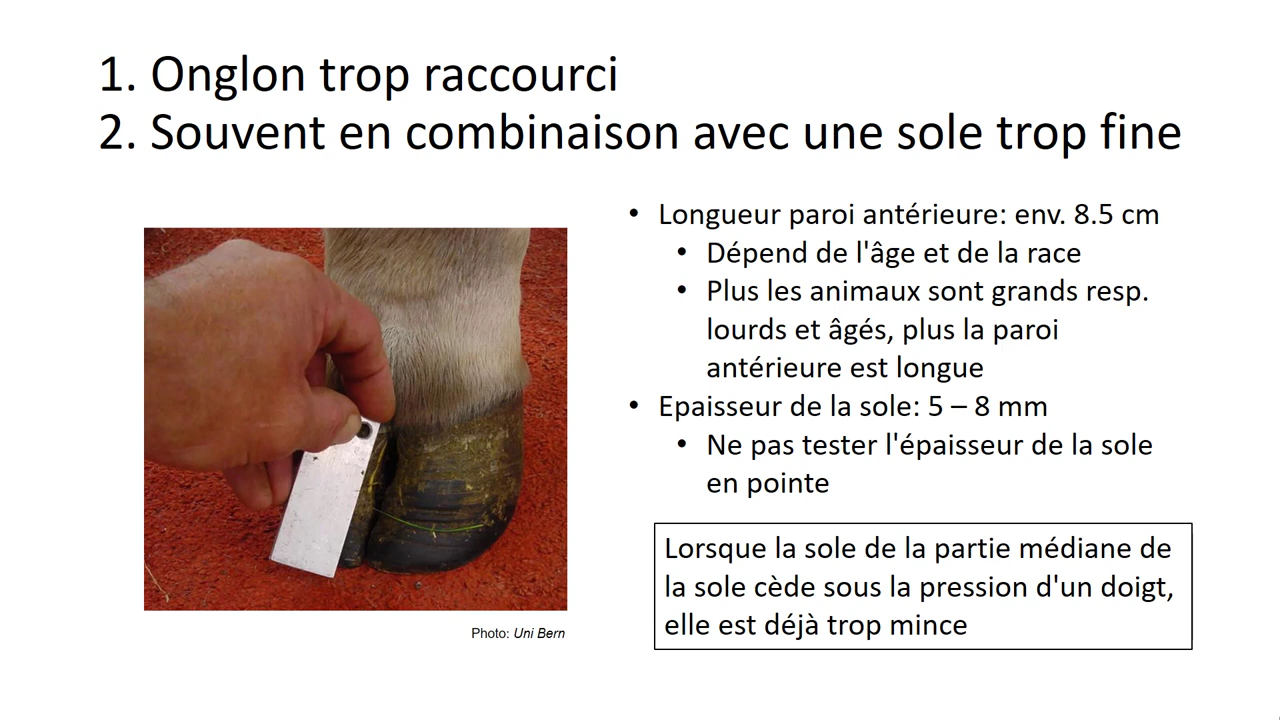 1. Onglon trop raccourci
2. Souvent en combinaison avec une sole trop fine
• Longueur paroi antérieure: env. 8.5 cm
• Dépend de l'âge et de la race
• Plus les animaux sont grands resp.
lourds et âgés, plus la paroi
antérieure est longue
• Epaisseur de la sole: 5 – 8 mm
• Ne pas tester l'épaisseur de la sole
en pointe
Lorsque la sole de la partie médiane de
la sole cède sous la pression d'un doigt,
elle est déjà trop mince
Photo: Uni Bern